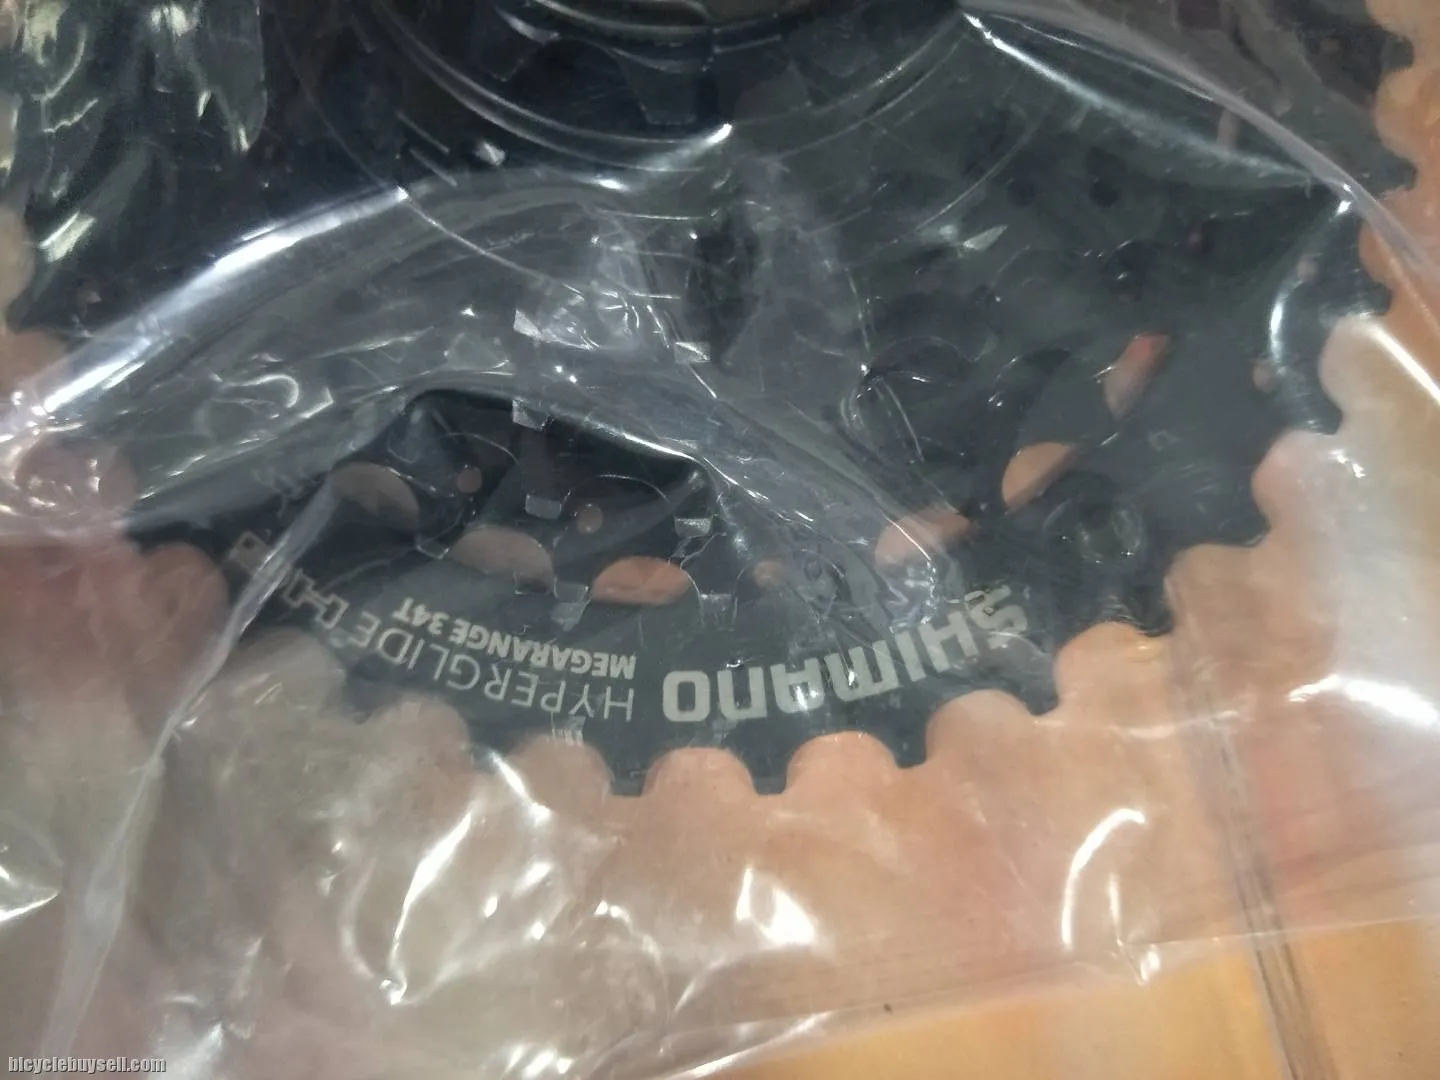 SHIMANO
HYPERGLIDE
MEGARANGE 34T
bicyclebuysell.com